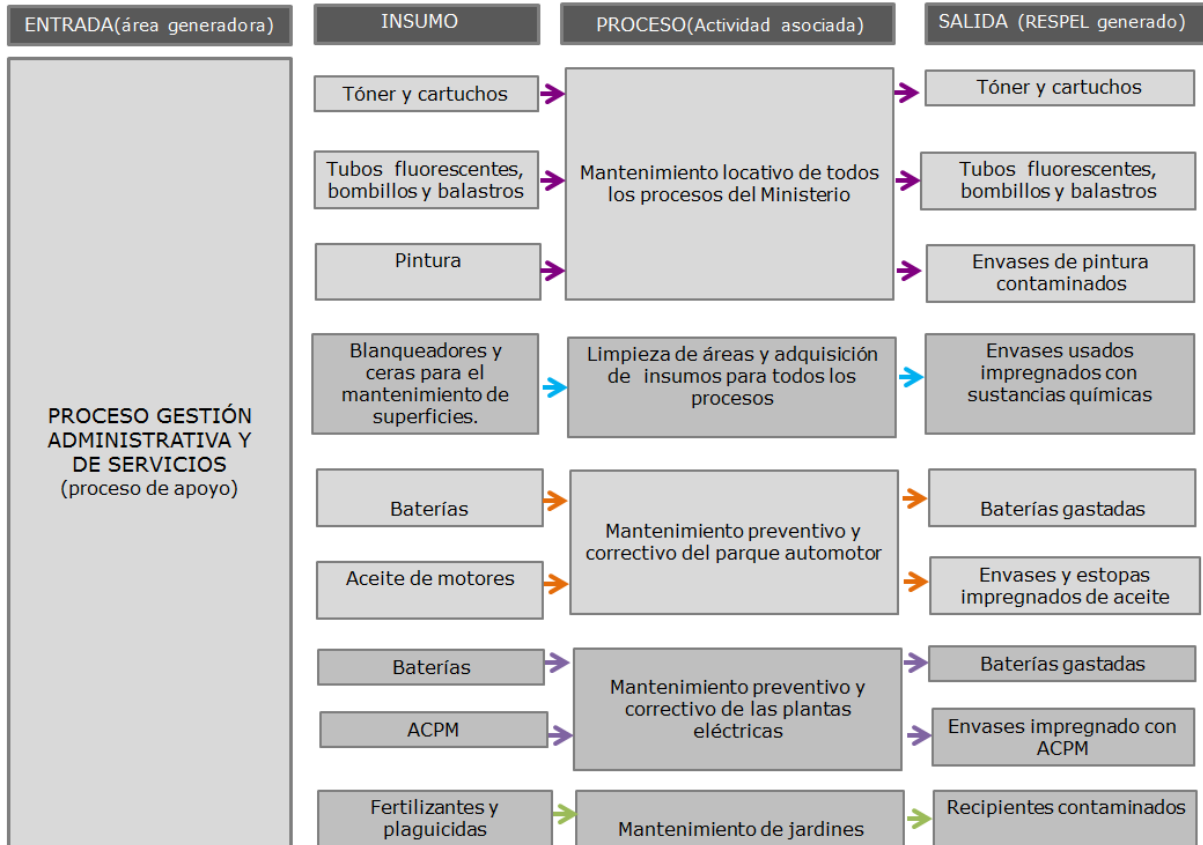 ENTRADA(área generadora)
INSUMO
PROCESO(Actividad asociada)
SALIDA (RESPEL generado)
PROCESO GESTIÓN
ADMINISTRATIVA Y
DE SERVICIOS
(proceso de apoyo)
Tóner y cartuchos
Tubos fluorescentes,
bombillos y balastros
Pintura
Mantenimiento locativo de todos
los procesos del Ministerio
Tóner y cartuchos
Tubos fluorescentes,
bombillos y balastros
Envases de pintura
contaminados
Blanqueadores y
ceras para el
mantenimiento de
superficies.
Limpieza de áreas y adquisición
de insumos para todos los
procesos
Envases usados
impregnados con
sustancias químicas
Baterías
Aceite de motores
Mantenimiento preventivo y
correctivo del parque automotor
Baterías gastadas
Envases y estopas
impregnados de aceite
Baterías
ACPM
Mantenimiento preventivo y
correctivo de las plantas
eléctricas
Baterías gastadas
Envases impregnado con
ACPM
Fertilizantes y
plaguicidas
Mantenimiento de jardines
Recipientes contaminados